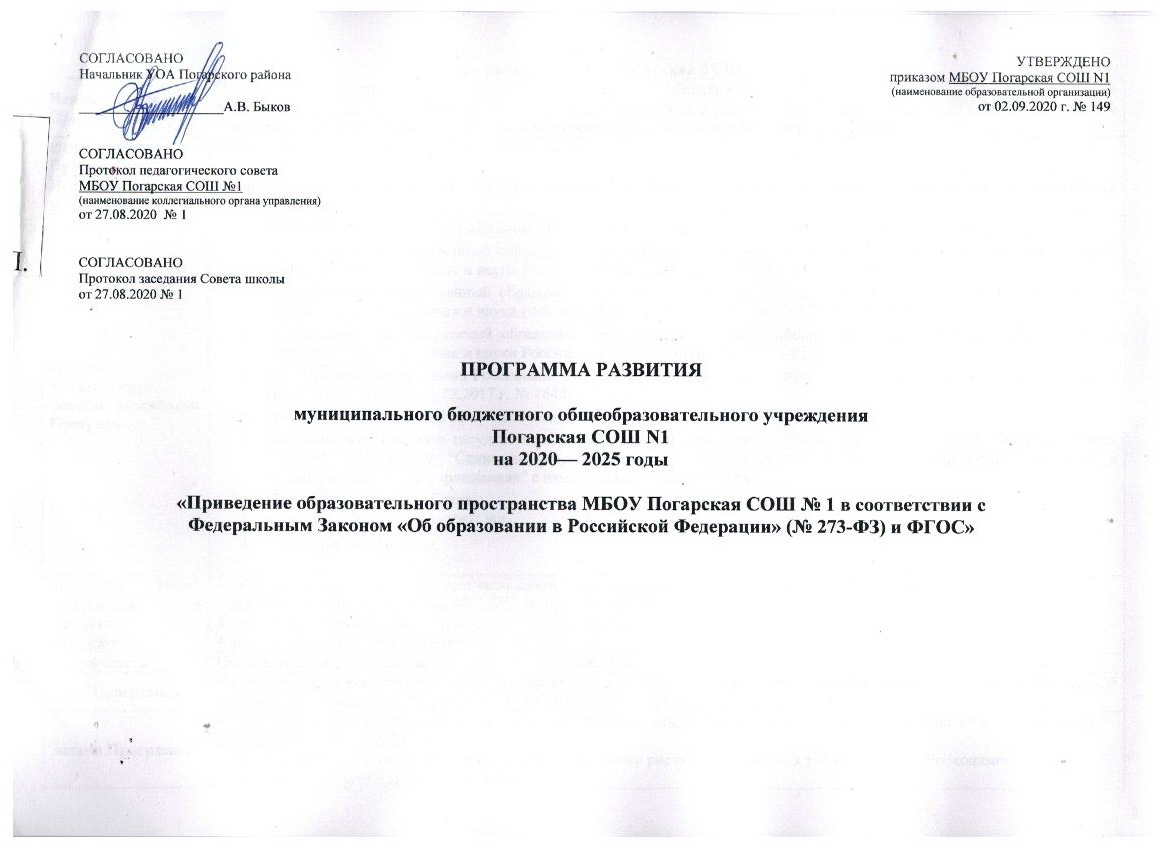 СОГЛАСОВАНО
Начальник УОА Погарского района
А.В. Быков
СОГЛАСОВАНО
Протокол педагогического совета
МБОУ Погарская СОШ №1
(наименование коллегиального органа управления)
от 27.08.2020 № 1
СОГЛАСОВАНО
Протокол заседания Совета школы
от 27.08.2020 № 1
УТВЕРЖДЕНО
приказом МБОУ Погарская СОШ N1
(наименование образовательной организации)
от 02.09.2020 г. № 149
ПРОГРАММА РАЗВИТИЯ
муниципального бюджетного общеобразовательного учреждения
Погарская СОШ N1
на 2020— 2025 годы
«Приведение образовательного пространства МБОУ Погарская СОШ № 1 в соответствии с
Федеральным Законом «Об образовании в Российской Федерации» (№ 273-ФЗ) и ФГОС»